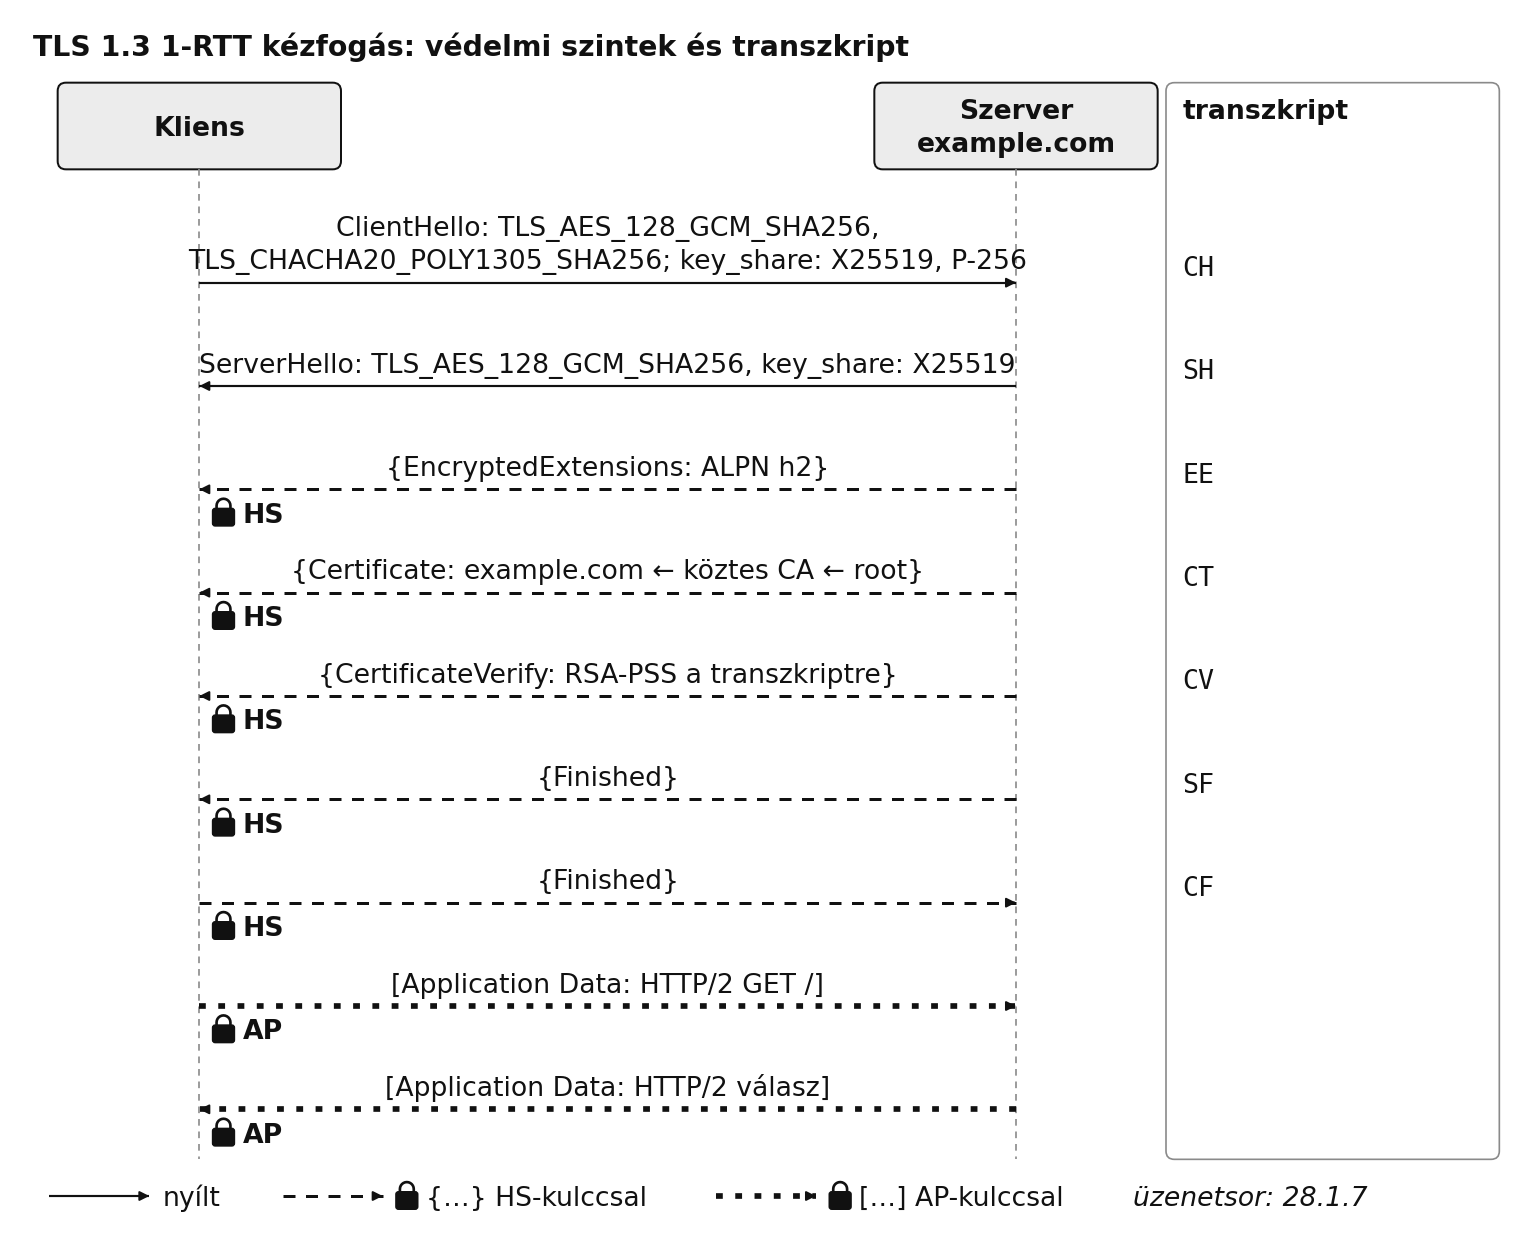 TLS 1.3 1-RTT kézfogás: védelmi szintek és transzkript
Kliens
Szerver
example.com
transzkript
ClientHello: TLS_AES_128_GCM_SHA256,
TLS_CHACHA20_POLY1305_SHA256; key_share: X25519, P-256
CH
ServerHello: TLS_AES_128_GCM_SHA256, key_share: X25519
SH
{EncryptedExtensions: ALPN h2}
EE
HS
{Certificate: example.com ← köztes CA ← root}
CT
HS
{CertificateVerify: RSA-PSS a transzkriptre}
CV
HS
{Finished}
SF
HS
{Finished}
CF
HS
[Application Data: HTTP/2 GET /]
AP
[Application Data: HTTP/2 válasz]
AP
nyílt
{…} HS-kulccsal
[…] AP-kulccsal
üzenetsor: 28.1.7